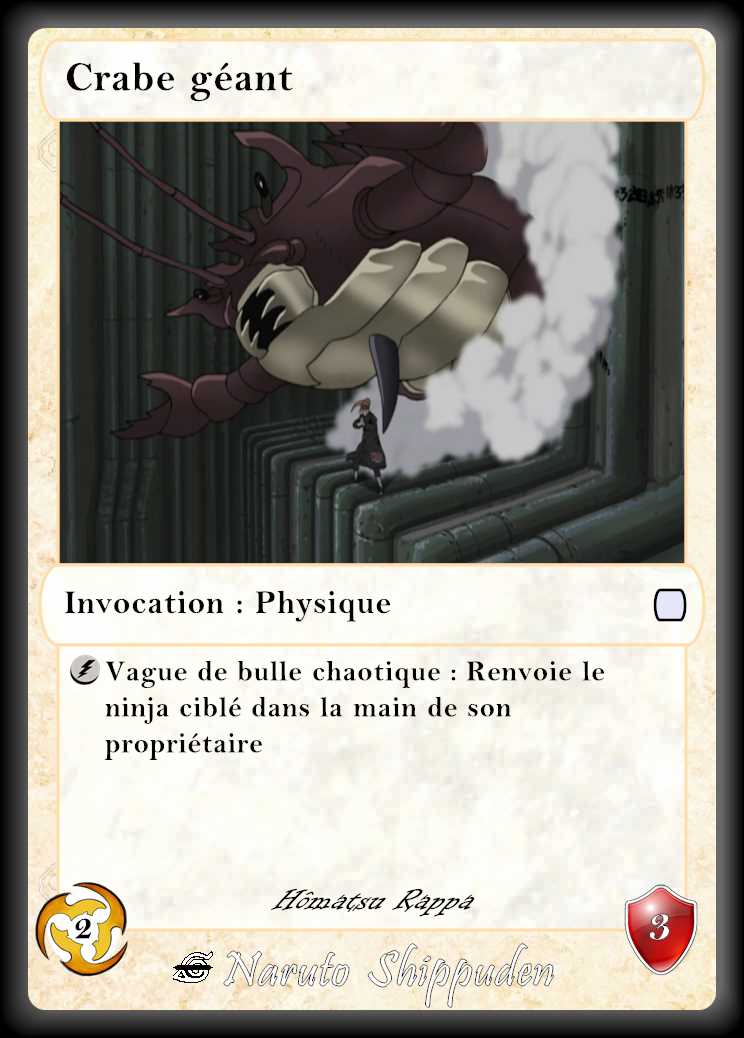 Crabe géant
Invocation : Physique
Vague de bulle chaotique : Renvoie le
ninja ciblé dans la main de son
propriétaire
Hômatsu Rappa
2
3
Naruto Shippuden